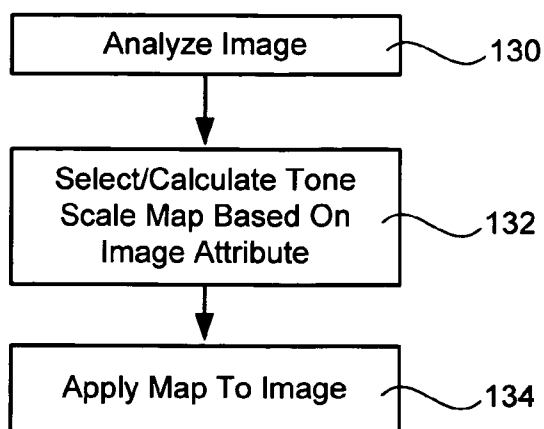 Analyze Image
130
Select/Calculate Tone
Scale Map Based On
Image Attribute
132
Apply Map To Image
134